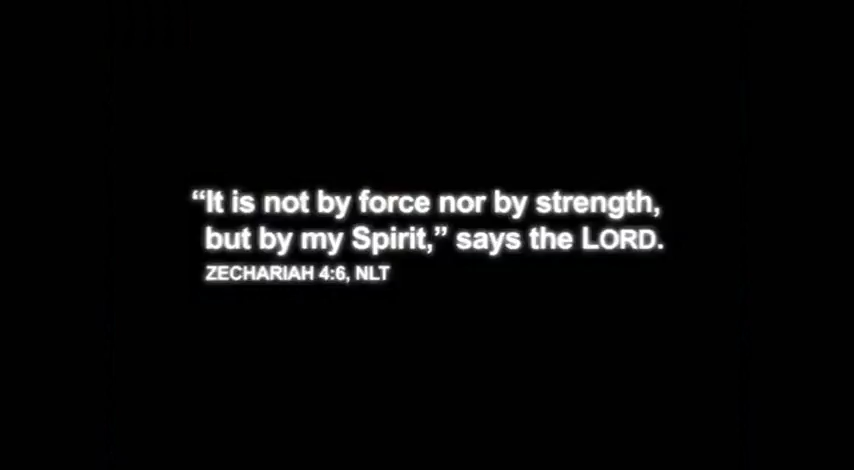 “It is not by force nor by strength,
but by my Spirit,” says the LORD.
ZECHARIAH 4:6, NLT